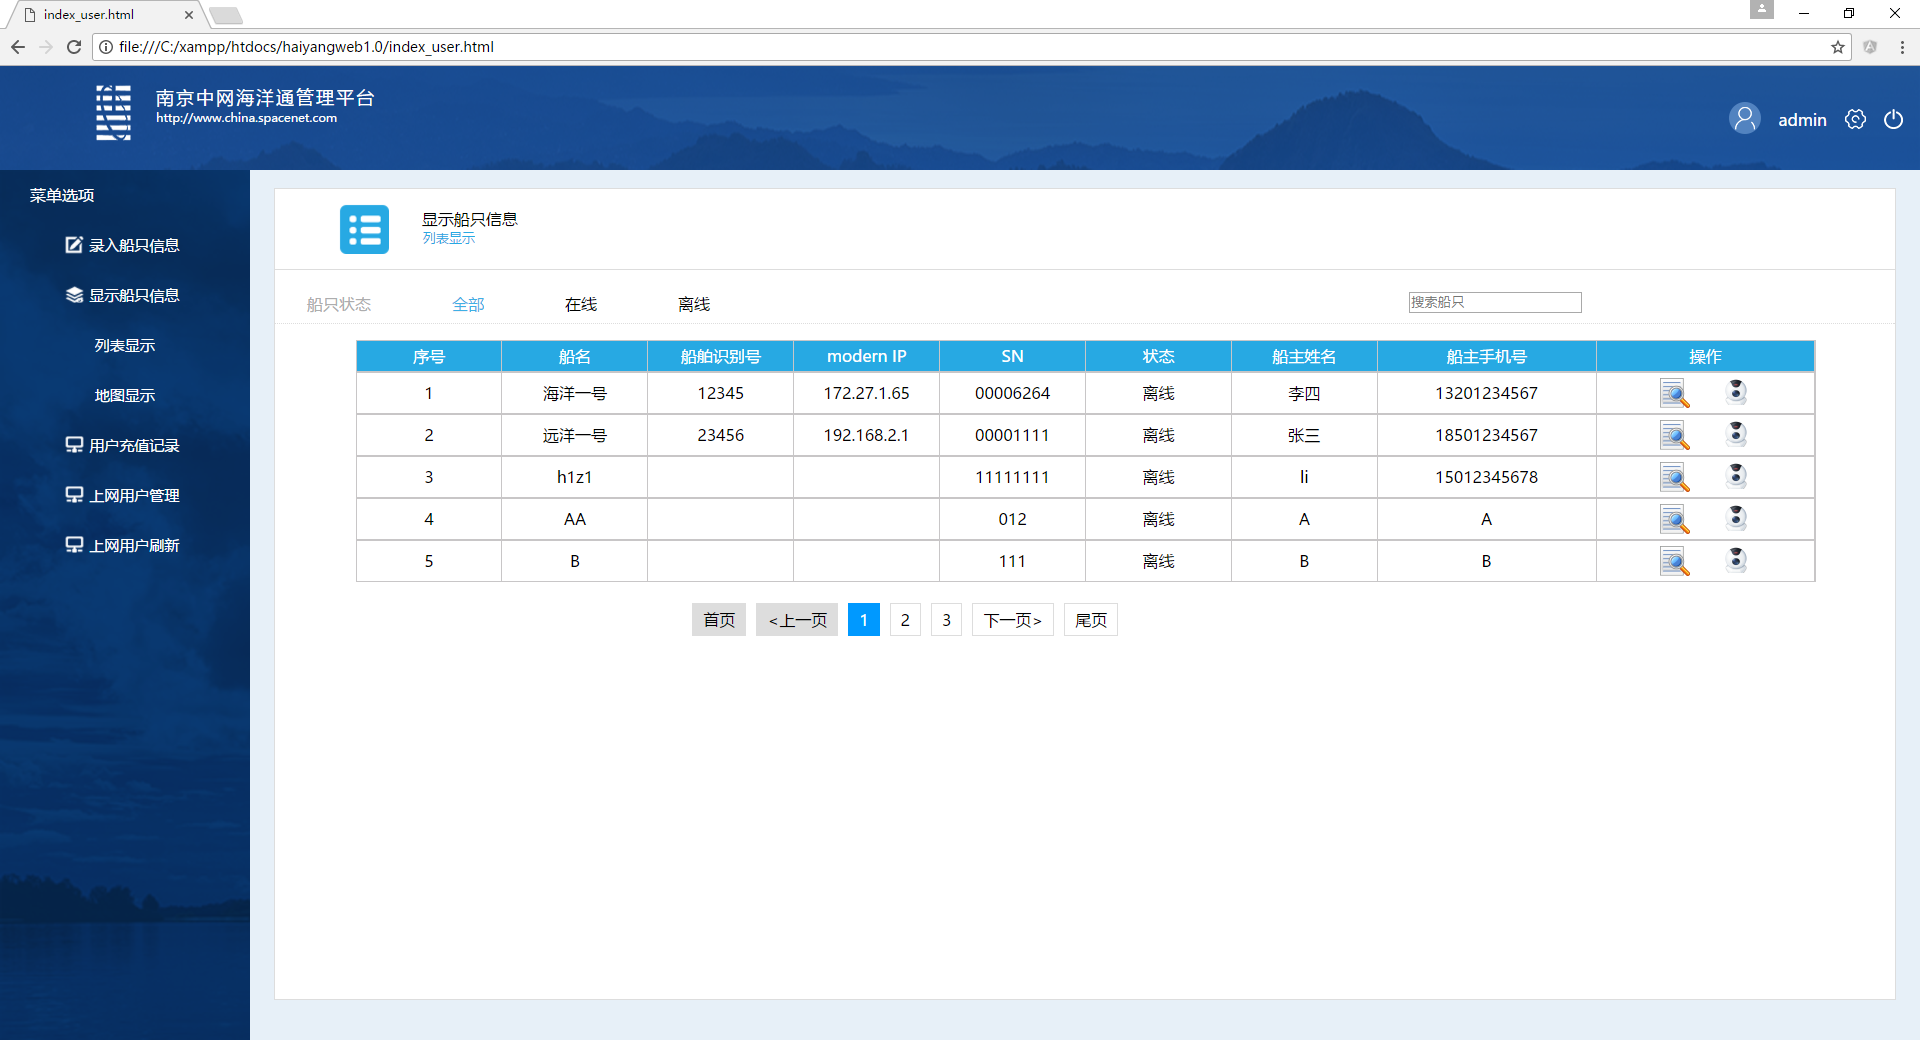 index_user.html
file:///C:/xampp/htdocs/haiyangweb1.0/index_user.html
南京中网海洋通管理平台
http://www.china.spacenet.com
admin
菜单选项
录入船只信息
显示船只信息
列表显示
地图显示
用户充值记录
上网用户管理
上网用户刷新
显示船只信息
列表显示
船只状态 全部 在线 离线 搜索船只
序号 船名 船舶识别号 modern IP SN 状态 船主姓名 船主手机号 操作
1 海洋一号 12345 172.27.1.65 00006264 离线 李四 13201234567
2 远洋一号 23456 192.168.2.1 00001111 离线 张三 18501234567
3 h1z1 11111111 离线 li 15012345678
4 AA 012 离线 A A
5 B 111 离线 B B
首页 <上一页 1 2 3 下一页> 尾页